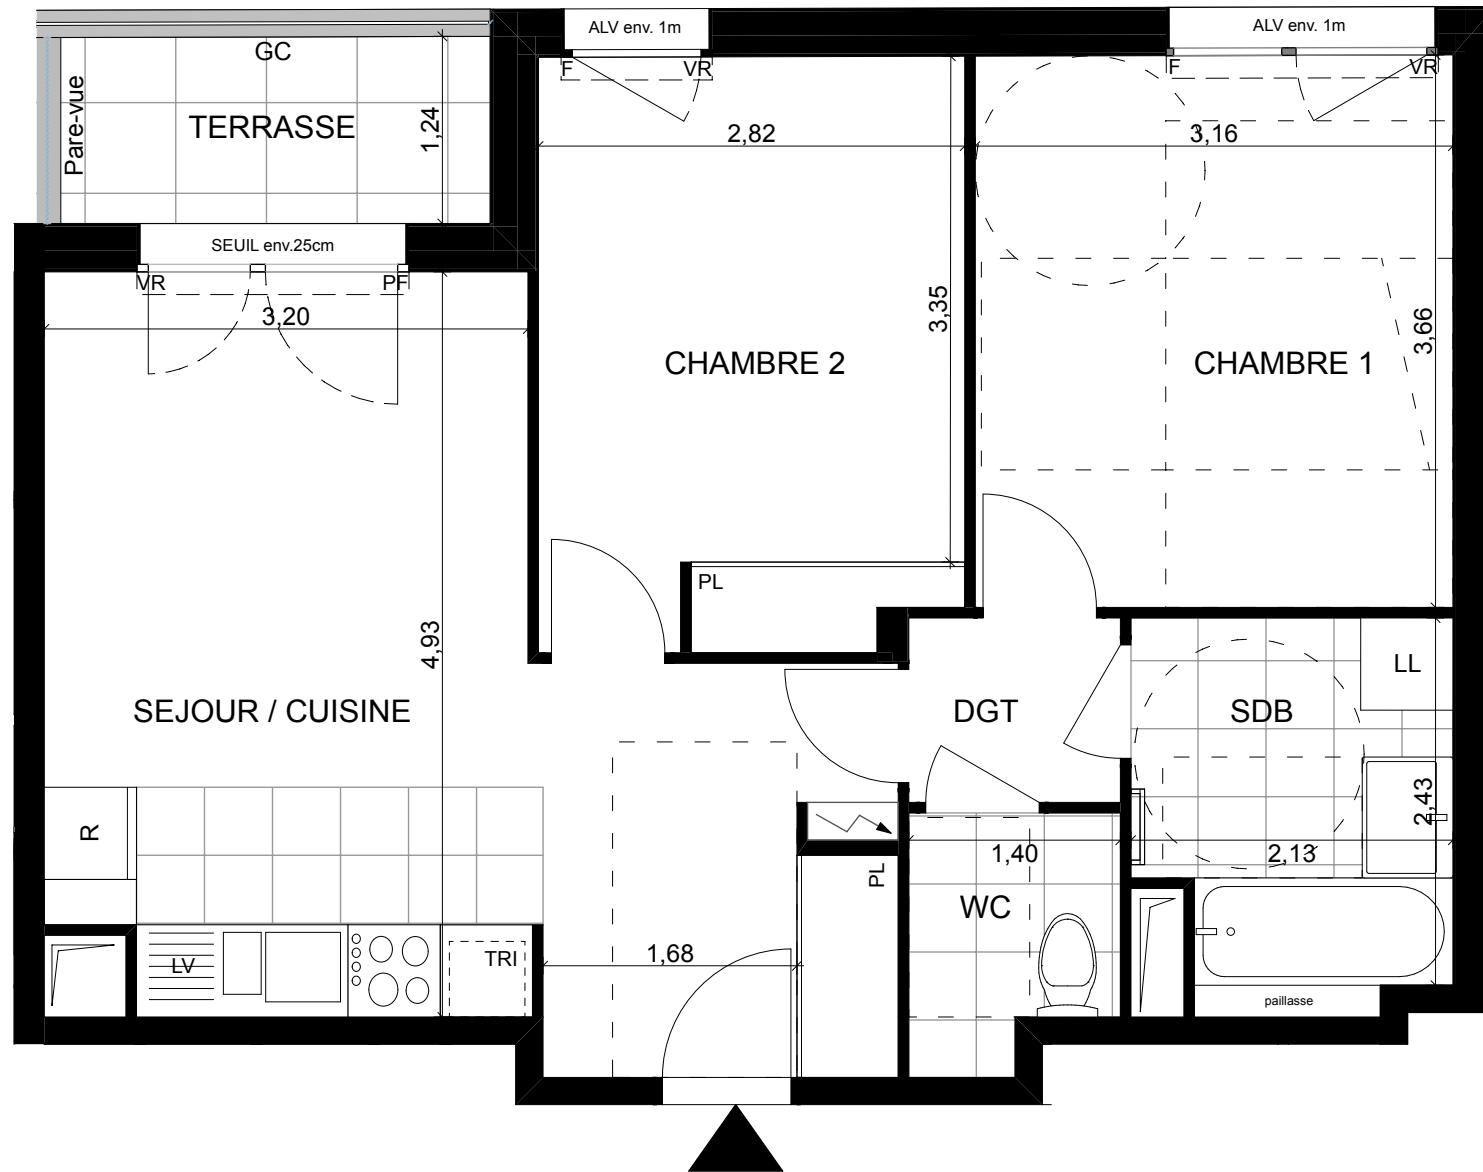 ALV env. 1m
ALV env. 1m
GC
F
VR
F
VR
Pare-vue
TERRASSE
1,24
2,82
3,16
SEUIL env.25cm
VR
PF
3,20
3,35
3,66
CHAMBRE 2
CHAMBRE 1
PL
4,93
LL
SEJOUR / CUISINE
DGT
SDB
R
2,43
1,40
2,13
PL
WC
LV
TRI
1,68
paillasse